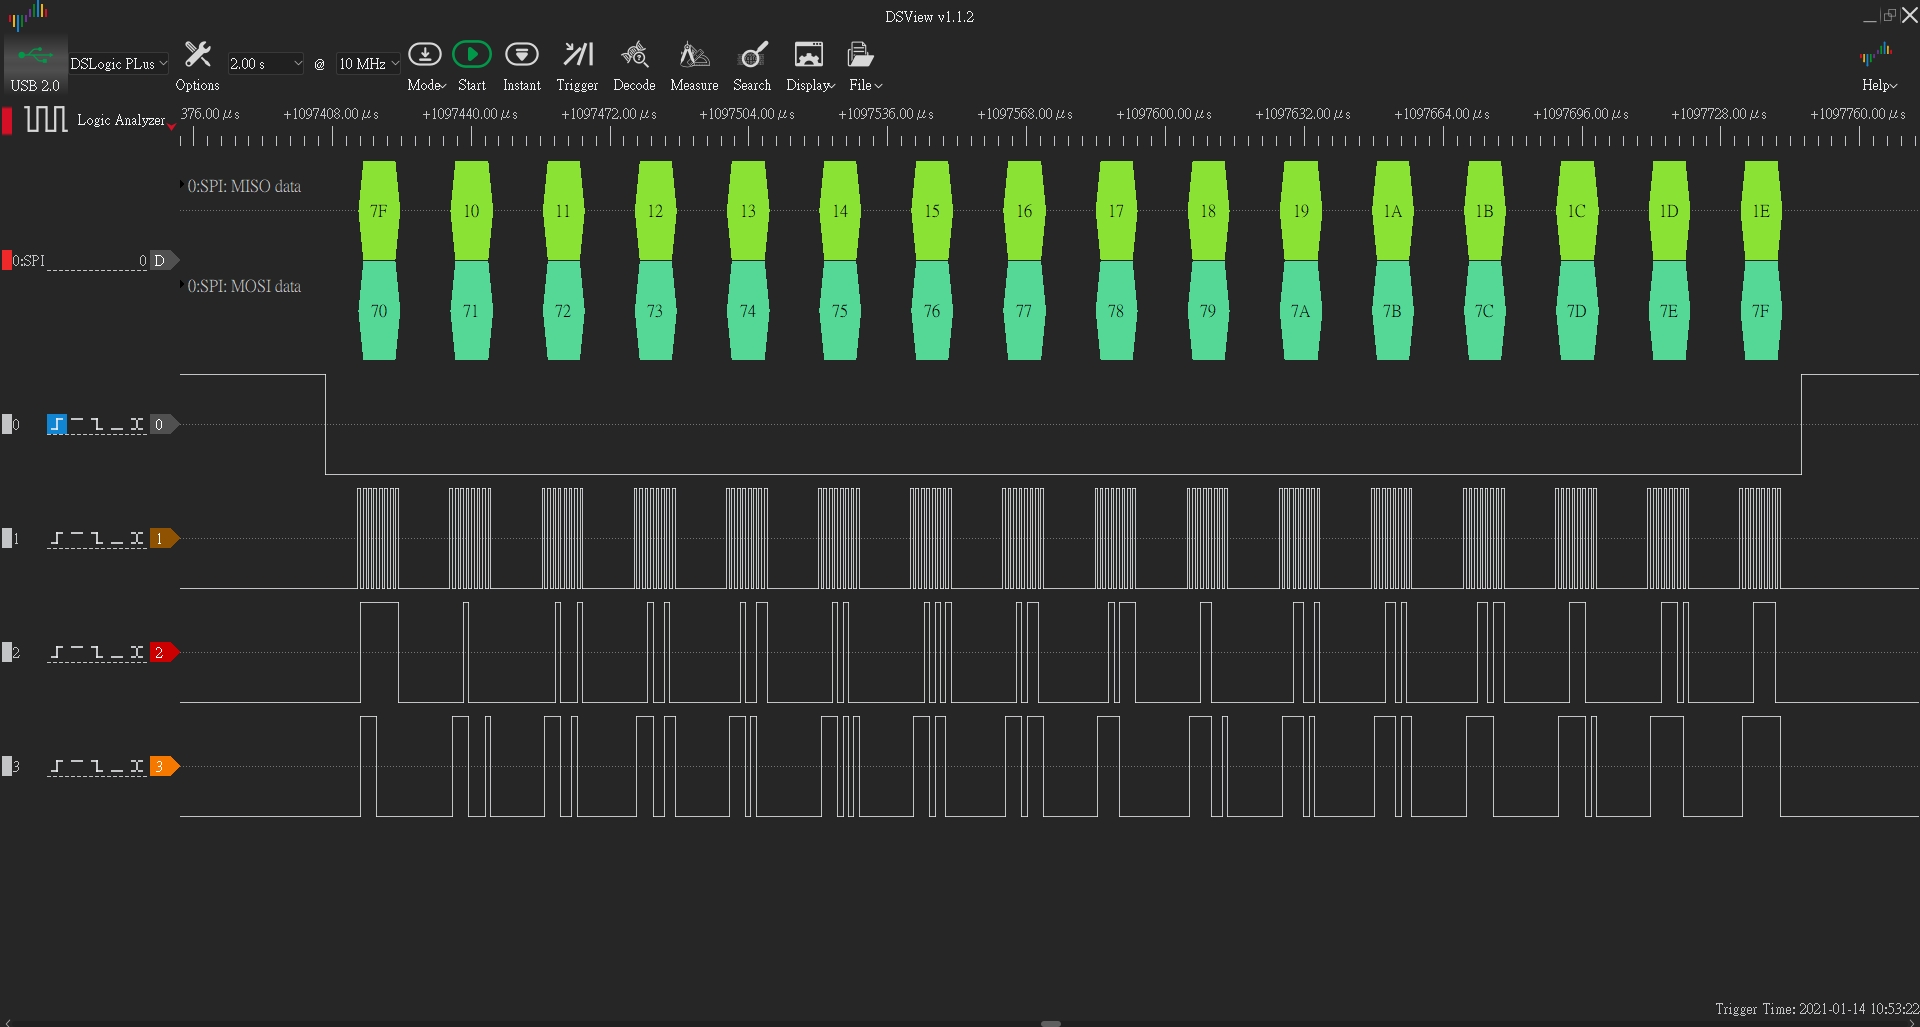 DSView v1.1.2
USB 2.0
DSLogic PLus
Options
2.00 s
@
10 MHz
Mode
Start
Instant
Trigger
Decode
Measure
Search
Display
File
Help
Logic Analyzer
376.00 μs +1097408.00 μs +1097440.00 μs +1097472.00 μs +1097504.00 μs +1097536.00 μs +1097568.00 μs +1097600.00 μs +1097632.00 μs +1097664.00 μs +1097696.00 μs +1097728.00 μs +1097760.00 μs
0:SPI: MISO data
7F 10 11 12 13 14 15 16 17 18 19 1A 1B 1C 1D 1E
0:SPI 0 D
0:SPI: MOSI data
70 71 72 73 74 75 76 77 78 79 7A 7B 7C 7D 7E 7F
0 0
1 1
2 2
3 3
Trigger Time: 2021-01-14 10:53:22